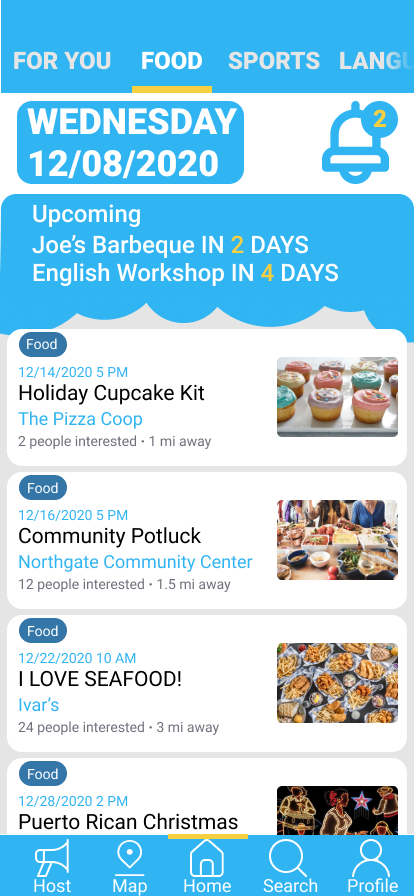 FOR YOU FOOD SPORTS LANGU
WEDNESDAY
12/08/2020
2
Upcoming
Joe's Barbeque IN 2 DAYS
English Workshop IN 4 DAYS
Food
12/14/2020 5 PM
Holiday Cupcake Kit
The Pizza Coop
2 people interested • 1 mi away
Food
12/16/2020 5 PM
Community Potluck
Northgate Community Center
12 people interested • 1.5 mi away
Food
12/22/2020 10 AM
I LOVE SEAFOOD!
Ivar's
24 people interested • 3 mi away
Food
12/28/2020 2 PM
Puerto Rican Christmas
Host Map Home Search Profile